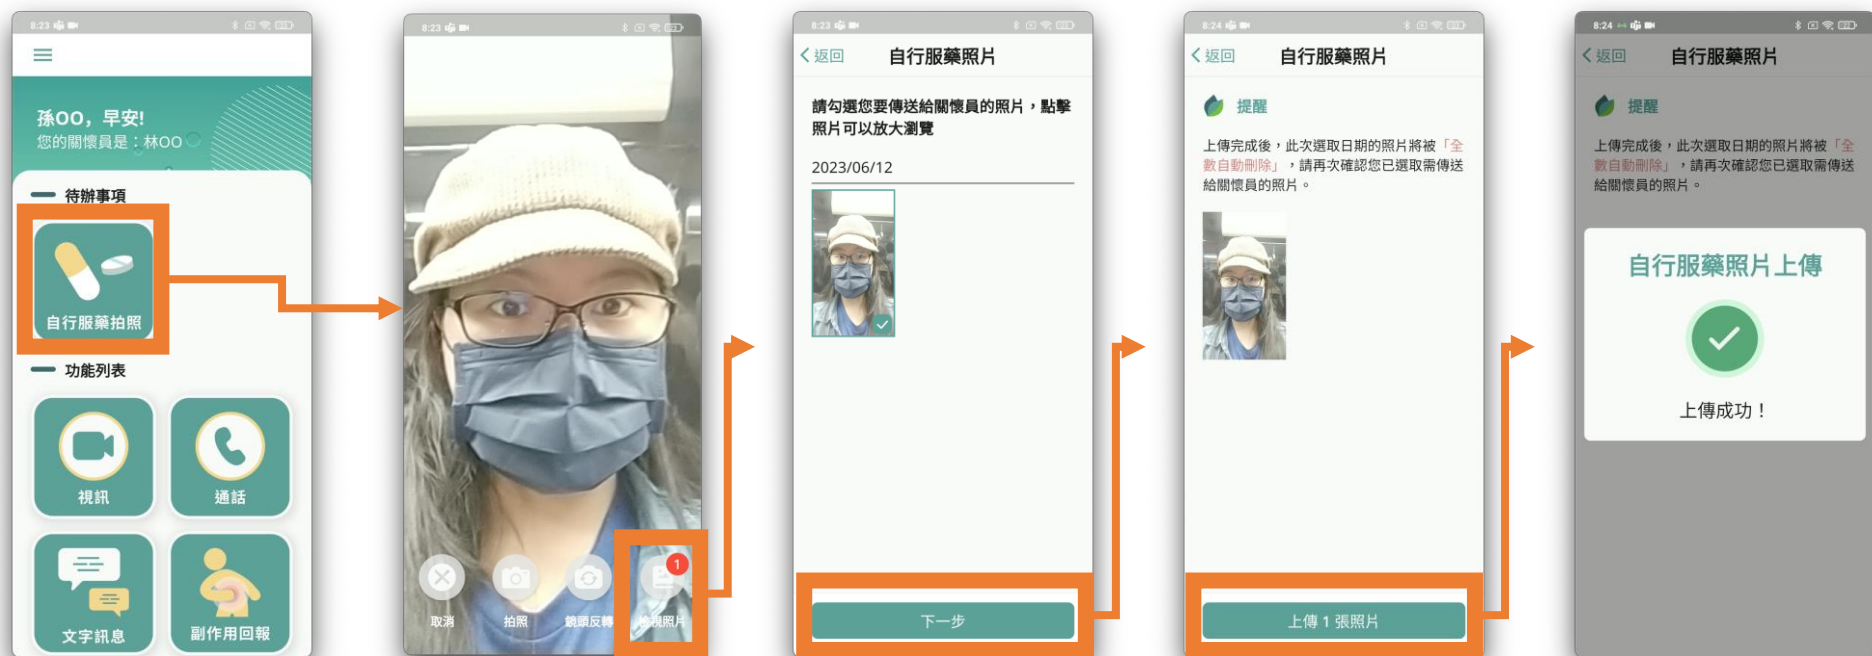 8:23
孫OO，早安!
您的關懷員是：林OO
待辦事項
自行服藥拍照
功能列表
視訊
通話
文字訊息
副作用回報
8:23
1
取消
拍照
鏡頭反轉
檢視照片
8:23
返回
自行服藥照片
請勾選您要傳送給關懷員的照片，點擊
照片可以放大瀏覽
2023/06/12
下一步
8:24
返回
自行服藥照片
提醒
上傳完成後，此次選取日期的照片將被「全
數自動刪除」，請再次確認您已選取需傳送
給關懷員的照片。
上傳 1 張照片
8:24
返回
自行服藥照片
提醒
上傳完成後，此次選取日期的照片將被「全
數自動刪除」，請再次確認您已選取需傳送
給關懷員的照片。
自行服藥照片上傳
上傳成功！